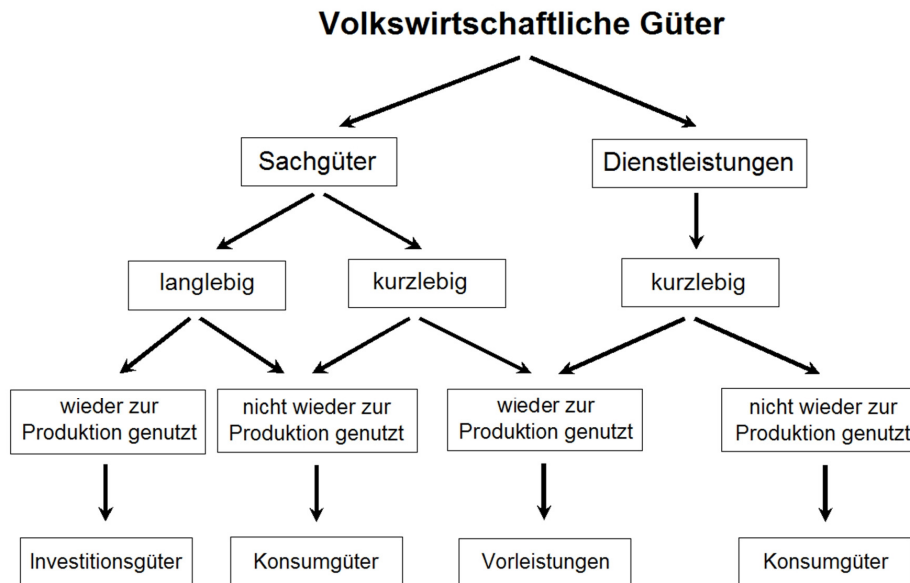 Volkswirtschaftliche Güter
Sachgüter
Dienstleistungen
langlebig
kurzlebig
kurzlebig
wieder zur
Produktion genutzt
nicht wieder zur
Produktion genutzt
wieder zur
Produktion genutzt
nicht wieder zur
Produktion genutzt
Investitionsgüter
Konsumgüter
Vorleistungen
Konsumgüter